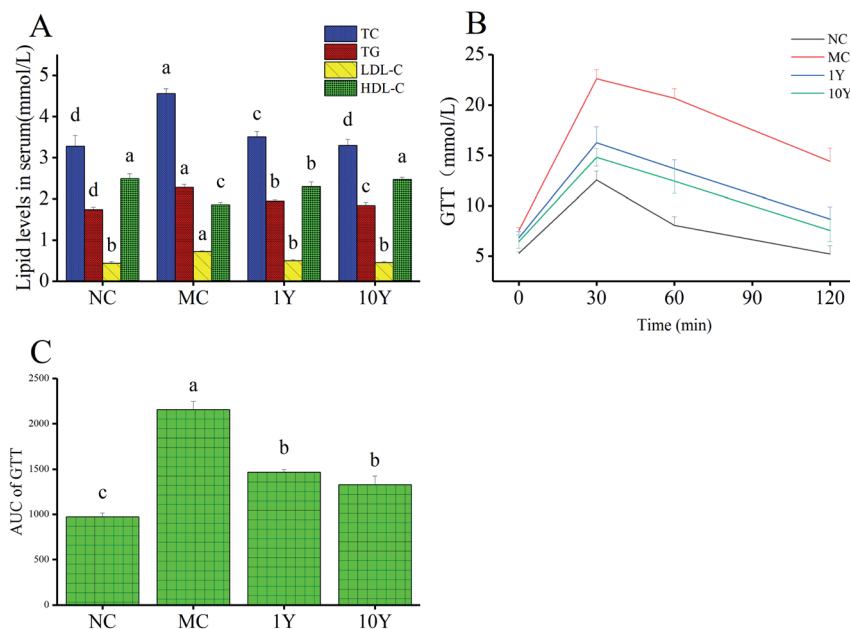 A
TC
TG
LDL-C
HDL-C
Lipid levels in serum(mmol/L)
5
4
3
2
1
0
d
d
b
a
a
a
a
c
c
b
b
b
d
c
b
a
NC MC 1Y 10Y
B
NC
MC
1Y
10Y
GTT （mmol/L)
25
20
15
10
5
0 30 60 90 120
Time (min)
C
AUC of GTT
2500
2000
1500
1000
500
0
c
a
b
b
NC MC 1Y 10Y